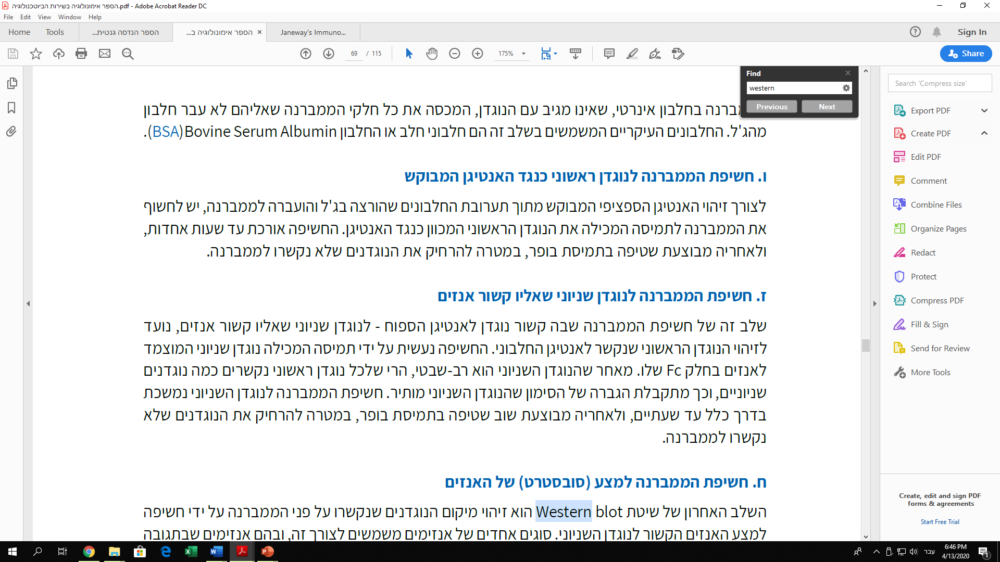 הספר אימונולוגיה בשירות הביוטכנולוגיה.pdf - Adobe Acrobat Reader DC
File Edit View Window Help
Home Tools הספר הנדסה גנטית... הספר אימונולוגיה ב... Janeway's Immuno... Sign In
69 / 115 175% Share
Find
western
Previous Next
מברנה בחלבון אינרטי, שאינו מגיב עם הנוגדן, המכסה את כל חלקי הממברנה שאליהם לא עבר חלבון
מהג'ל. החלבונים העיקריים המשמשים בשלב זה הם חלבוני חלב או החלבון Bovine Serum Albumin (BSA).
ו. חשיפת הממברנה לנוגדן ראשוני כנגד האנטיגן המבוקש
לצורך זיהוי האנטיגן הספציפי המבוקש מתוך תערובת החלבונים שהורצה בג'ל והועברה לממברנה, יש לחשוף
את הממברנה לתמיסה המכילה את הנוגדן הראשוני המכוון כנגד האנטיגן. החשיפה אורכת עד שעות אחדות,
ולאחריה מבוצעת שטיפה בתמיסת בופר, במטרה להרחיק את הנוגדנים שלא נקשרו לממברנה.
ז. חשיפת הממברנה לנוגדן שניוני שאליו קשור אנזים
שלב זה של חשיפת הממברנה שבה קשור נוגדן לאנטיגן הספוח - לנוגדן שניוני שאליו קשור אנזים, נועד
לזיהוי הנוגדן הראשוני שנקשר לאנטיגן החלבוני. החשיפה נעשית על ידי תמיסה המכילה נוגדן שניוני המוצמד
לאנזים בחלק Fc שלו. מאחר שהנוגדן השניוני הוא רב-שבטי, הרי שלכל נוגדן ראשוני נקשרים כמה נוגדנים
שניוניים, וכך מתקבלת הגברה של הסימון שהנוגדן השניוני מותיר. חשיפת הממברנה לנוגדן השניוני נמשכת
בדרך כלל עד שעתיים, ולאחריה מבוצעת שוב שטיפה בתמיסת בופר, במטרה להרחיק את הנוגדנים שלא
נקשרו לממברנה.
ח. חשיפת הממברנה למצע (סובסטרט) של האנזים
השלב האחרון של שיטת Western blot הוא זיהוי מיקום הנוגדנים שנקשרו על פני הממברנה על ידי חשיפה
למצע האנזים הקשור לנוגדן השניוני. סוגים אחדים של אנזימים משמשים לצורך זה, ובהם אנזימים שבתגובה
Search 'Compress size'
Export PDF
Create PDF
Edit PDF
Comment
Combine Files
Organize Pages
Redact
Protect
Compress PDF
Fill & Sign
Send for Review
More Tools
Create, edit and sign PDF
forms & agreements
Start Free Trial
עבר
6:46 PM
4/13/2020
1